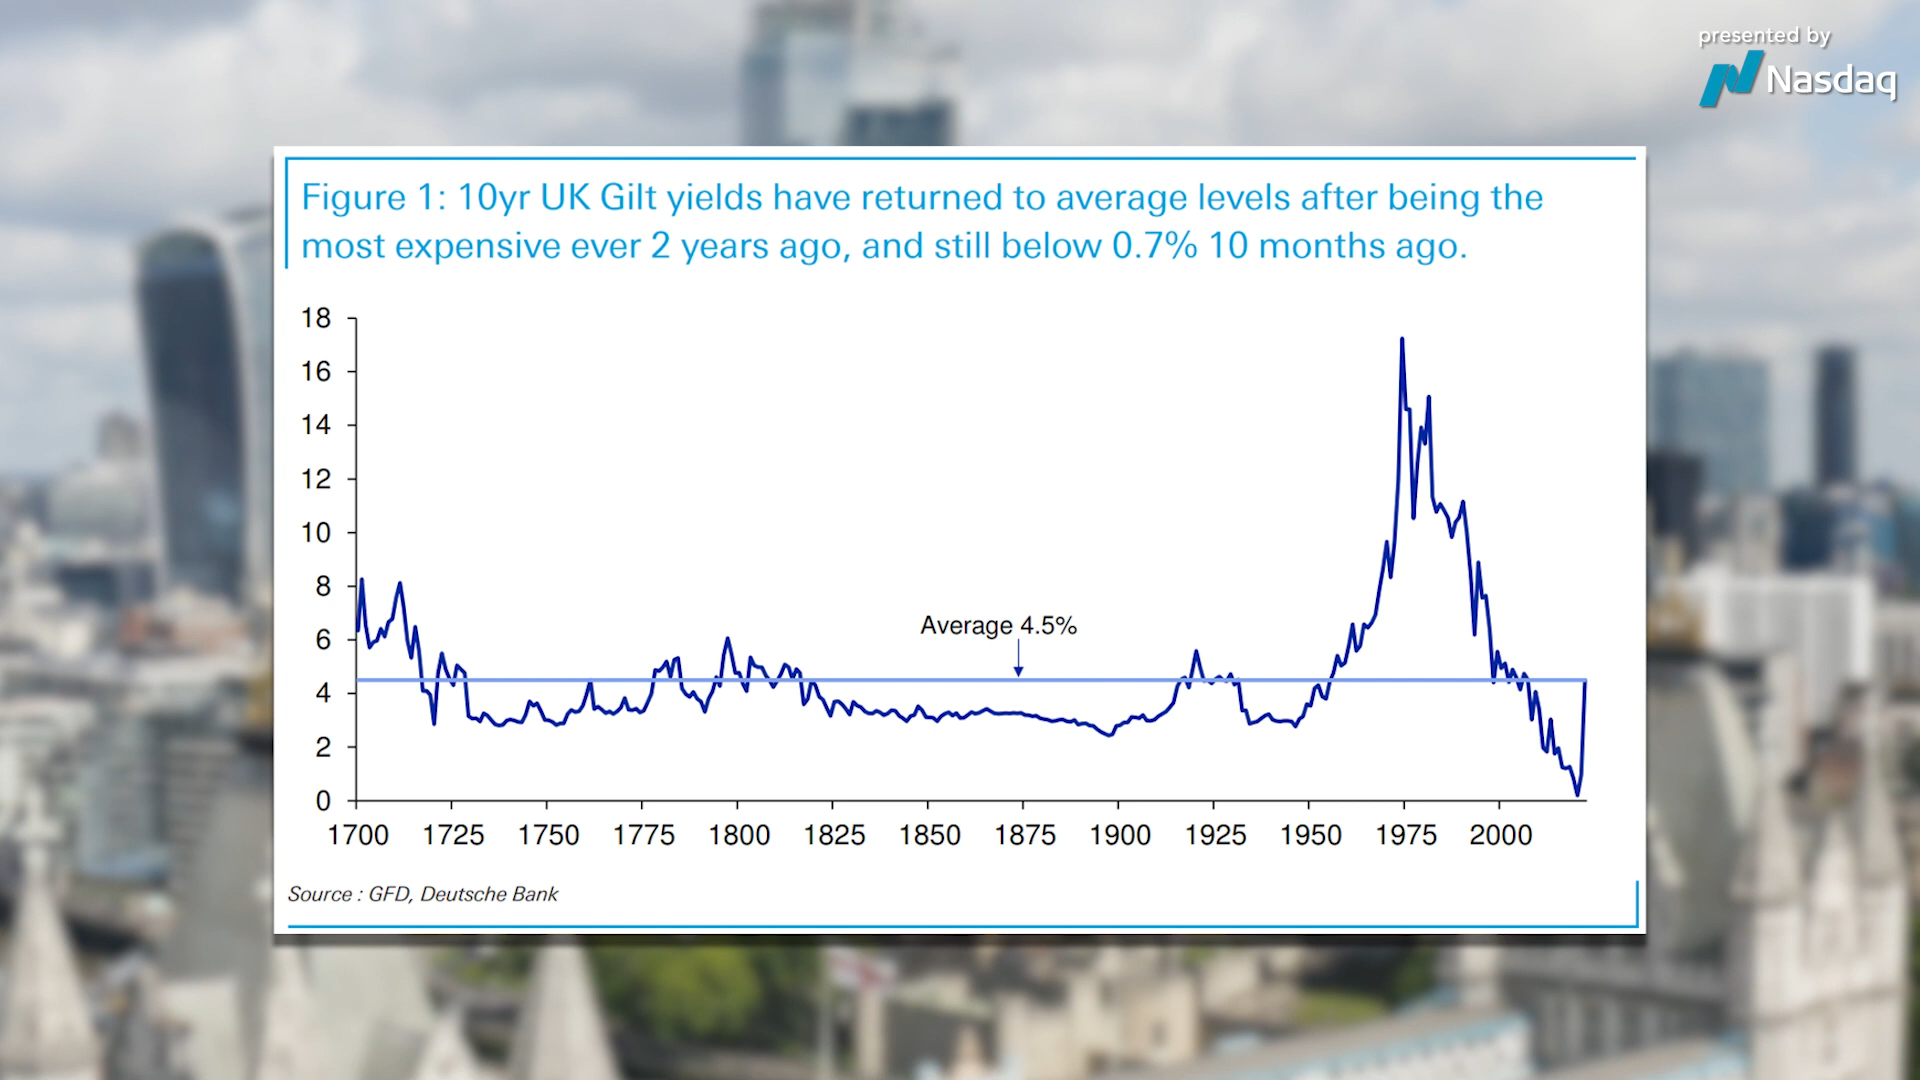 presented by
Nasdaq
Figure 1: 10yr UK Gilt yields have returned to average levels after being the
most expensive ever 2 years ago, and still below 0.7% 10 months ago.
18
16
14
12
10
8
6
4
2
0
Average 4.5%
1700 1725 1750 1775 1800 1825 1850 1875 1900 1925 1950 1975 2000
Source : GFD, Deutsche Bank